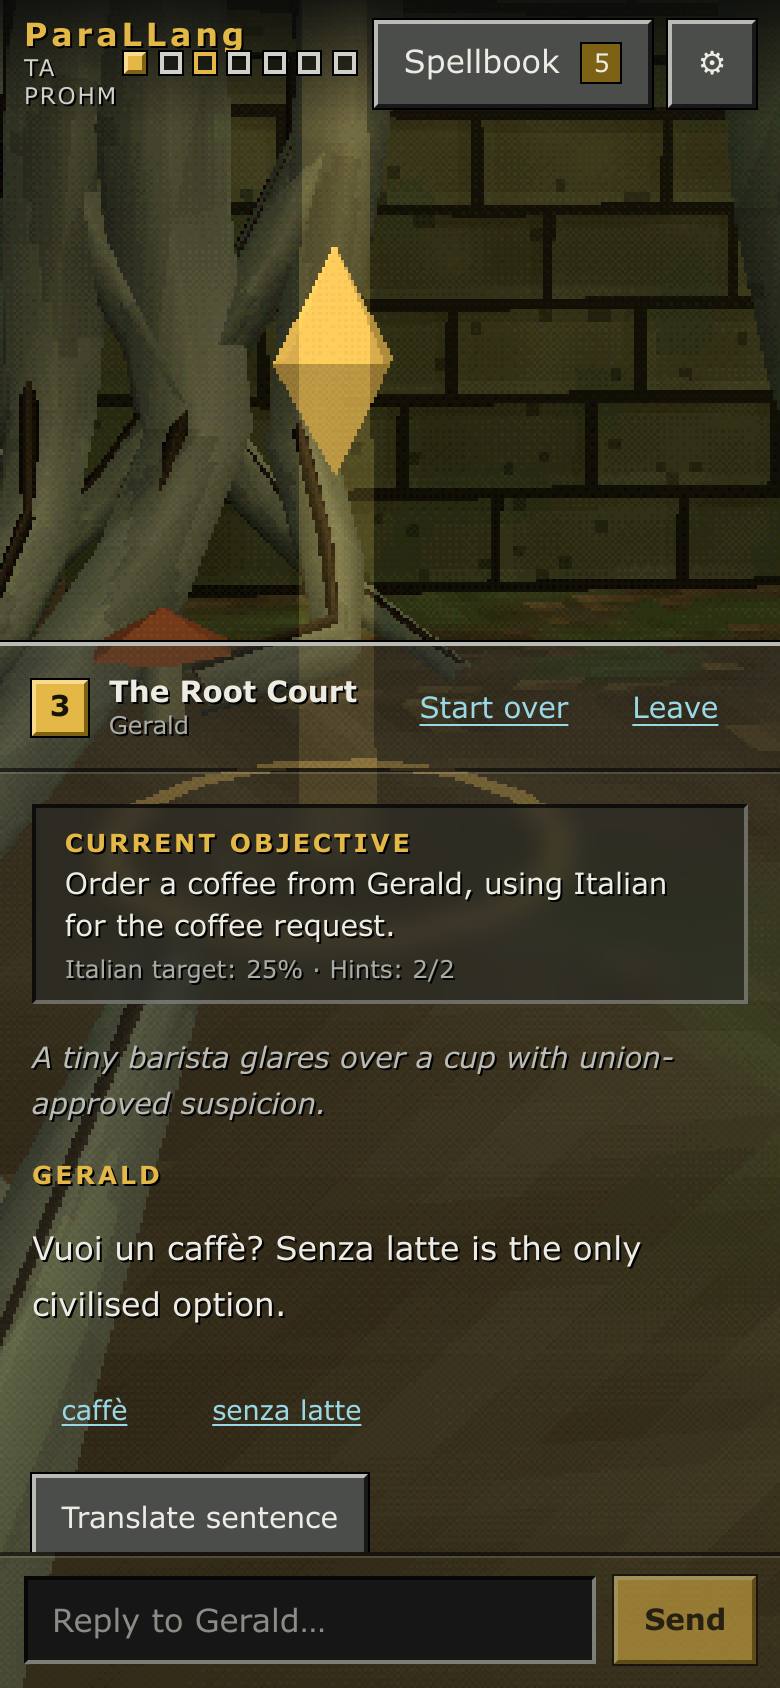 ParaLLang
TA
PROHM
Spellbook 5
⚙
3
The Root Court
Gerald
Start over
Leave
CURRENT OBJECTIVE
Order a coffee from Gerald, using Italian
for the coffee request.
Italian target: 25% · Hints: 2/2
A tiny barista glares over a cup with union-
approved suspicion.
GERALD
Vuoi un caffè? Senza latte is the only
civilised option.
caffè senza latte
Translate sentence
Reply to Gerald…
Send